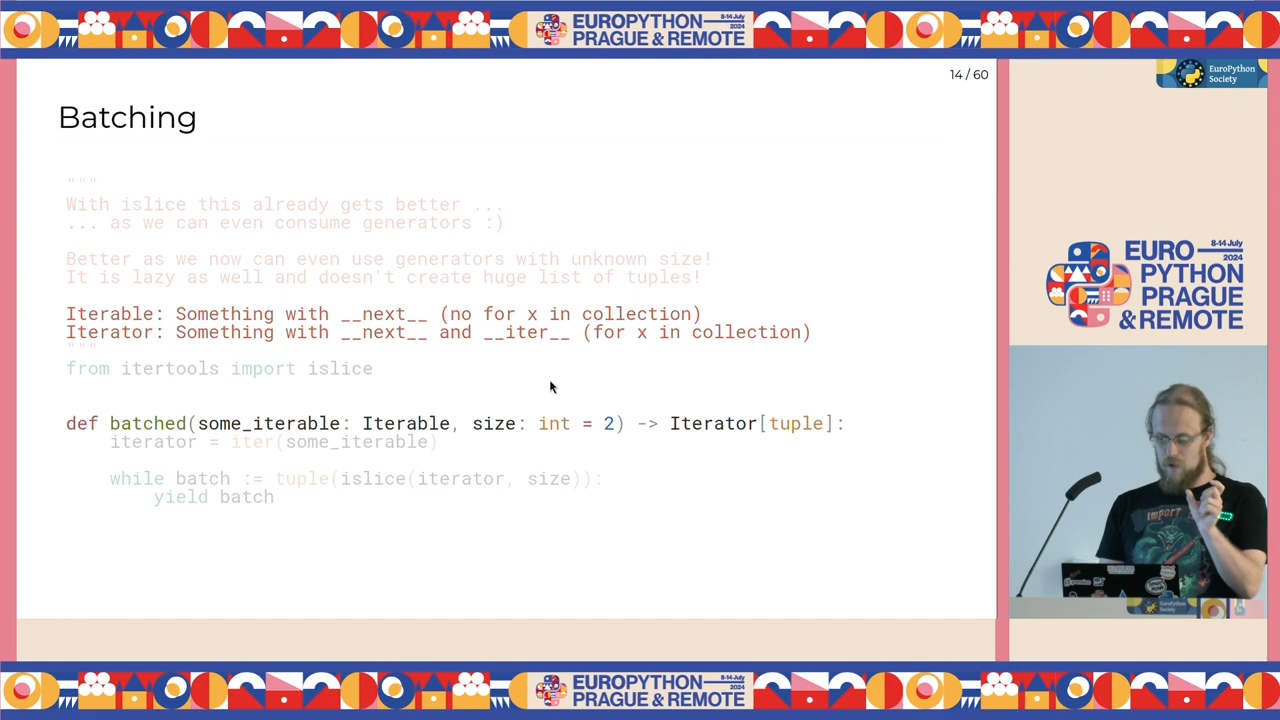 EUROPYTHON
8-14 July
2024
PRAGUE & REMOTE
14 / 60
EuroPython
Society
Batching
"""
With islice this already gets better ...
... as we can even consume generators :)
Better as we now can even use generators with unknown size!
It is lazy as well and doesn't create huge list of tuples!
Iterable: Something with __next__ (no for x in collection)
Iterator: Something with __next__ and __iter__ (for x in collection)
"""
from itertools import islice
def batched(some_iterable: Iterable, size: int = 2) -> Iterator[tuple]:
iterator = iter(some_iterable)
while batch := tuple(islice(iterator, size)):
yield batch
EURO
8-14 July
2024
PYTHON
PRAGUE
& REMOTE
import
EuroPython
Society
EUROPYTHON
8-14 July
2024
PRAGUE & REMOTE